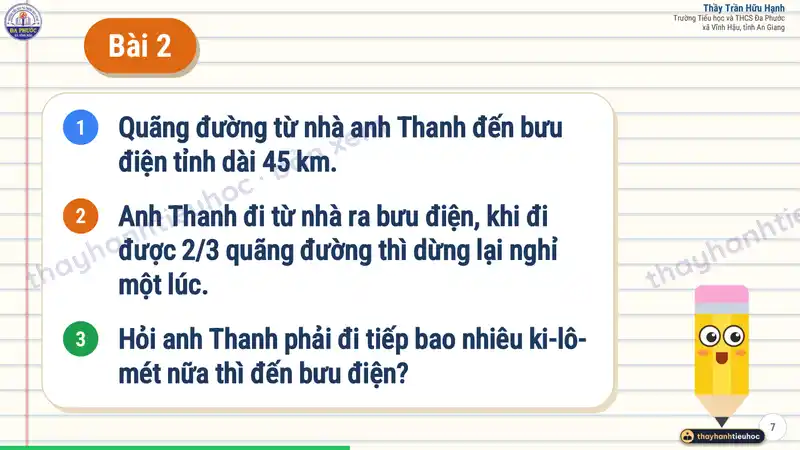 Thầy Trần Hữu Hạnh
Trường Tiểu học và THCS Đa Phước
xã Vĩnh Hậu, tỉnh An Giang
ĐA PHƯỚC
Bài 2
1
Quãng đường từ nhà anh Thanh đến bưu
điện tỉnh dài 45 km.
2
Anh Thanh đi từ nhà ra bưu điện, khi đi
được 2/3 quãng đường thì dừng lại nghỉ
một lúc.
3
Hỏi anh Thanh phải đi tiếp bao nhiêu ki-lô-
mét nữa thì đến bưu điện?
thayhanhtieuhoc
7